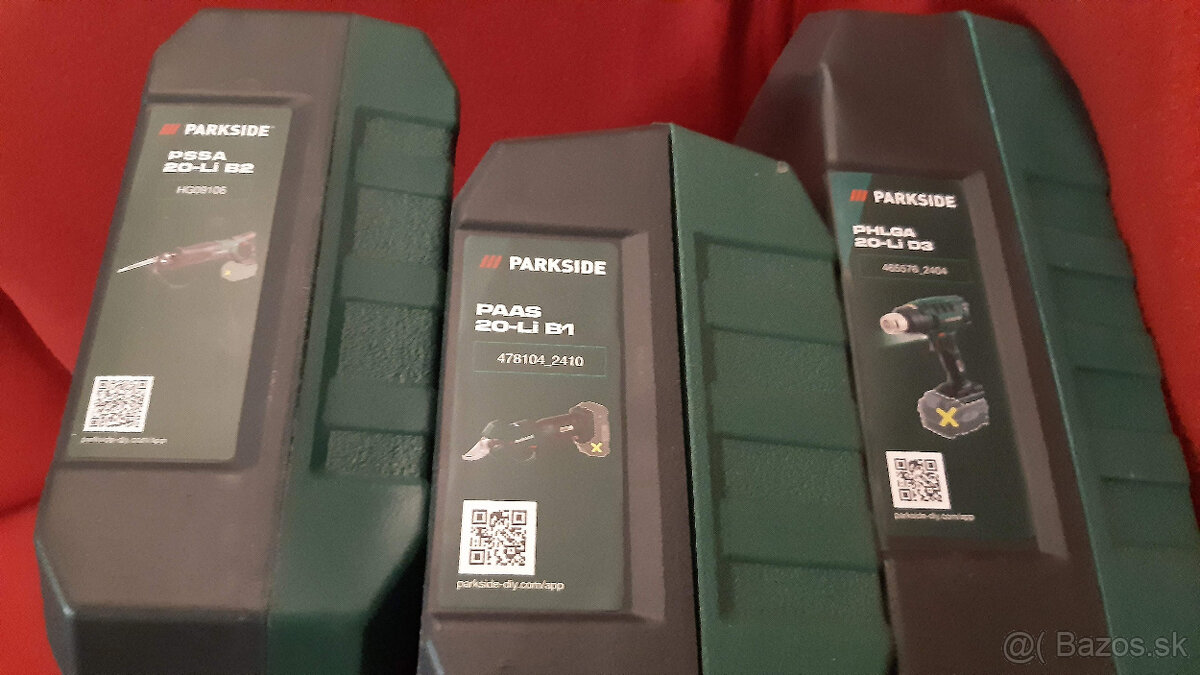 PARKSIDE
PSSA
20-Li B2
HG09106
parkside-diy.com/app
PARKSIDE
PAAS
20-Li B1
478104_2410
parkside-diy.com/app
PARKSIDE
PHLGA
20-Li D3
465576_2404
parkside-diy.com/app
@( Bazos.sk